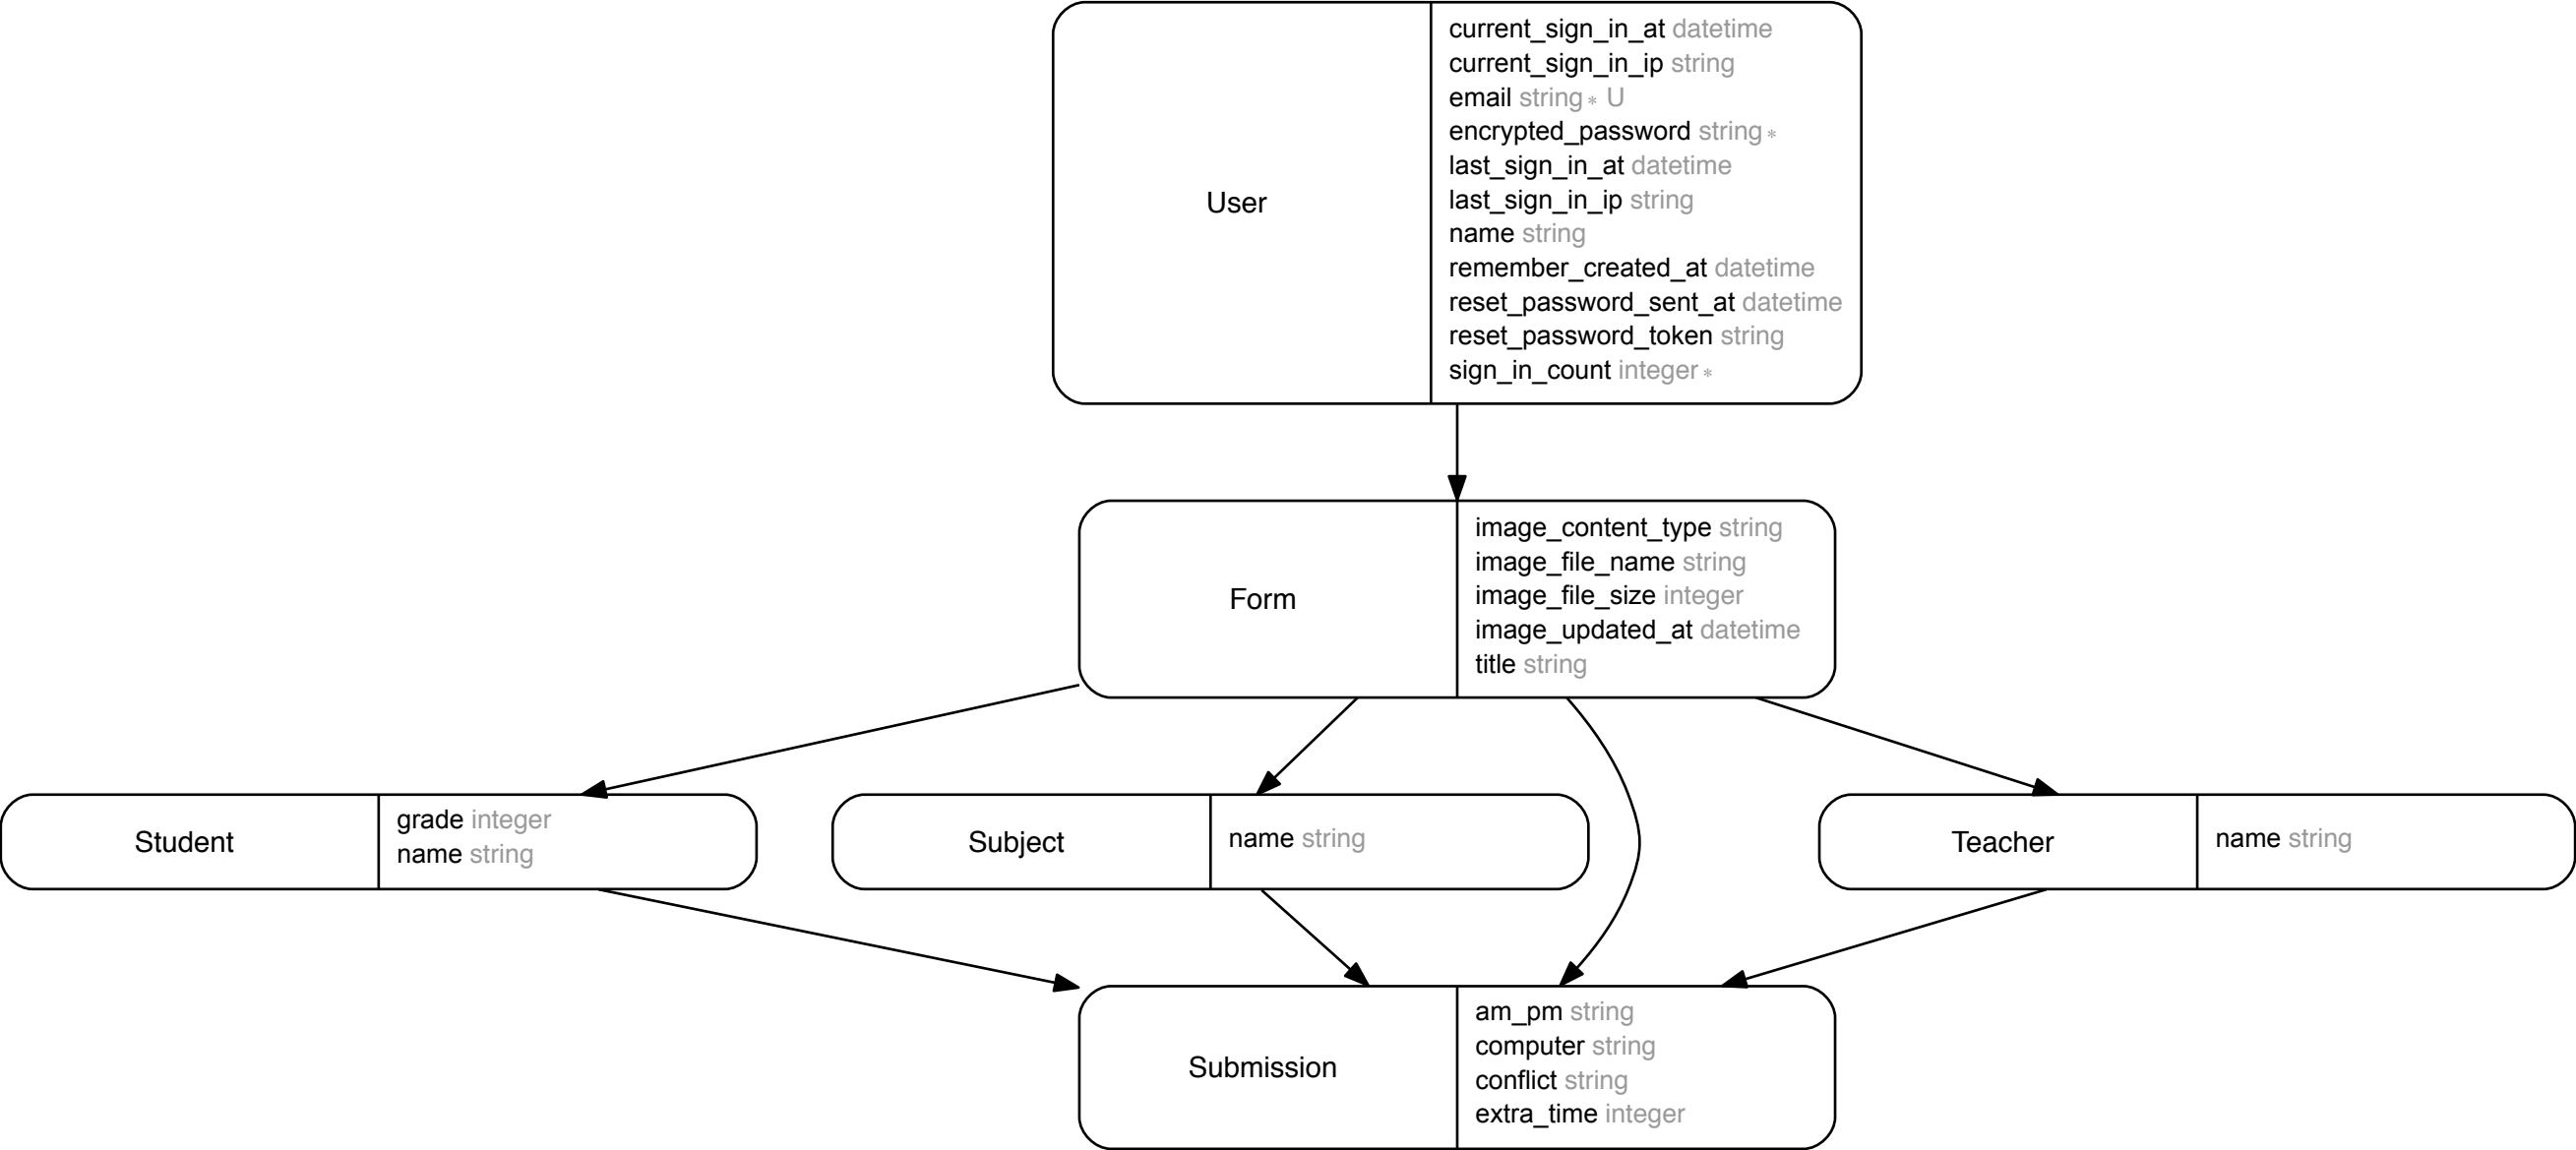 User
current_sign_in_at datetime
current_sign_in_ip string
email string * U
encrypted_password string *
last_sign_in_at datetime
last_sign_in_ip string
name string
remember_created_at datetime
reset_password_sent_at datetime
reset_password_token string
sign_in_count integer *
Form
image_content_type string
image_file_name string
image_file_size integer
image_updated_at datetime
title string
Student
grade integer
name string
Subject
name string
Teacher
name string
Submission
am_pm string
computer string
conflict string
extra_time integer